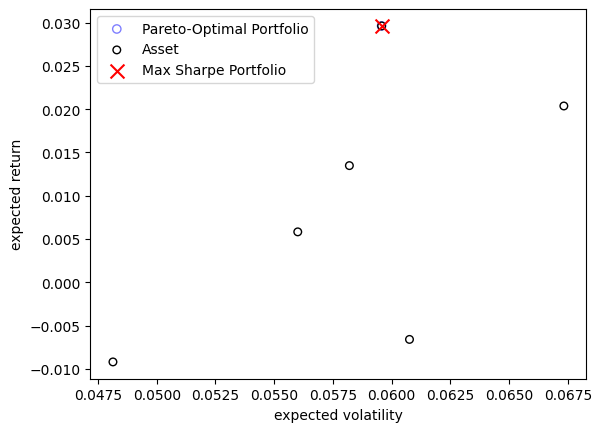 Pareto-Optimal Portfolio
Asset
Max Sharpe Portfolio
expected return
0.030
0.025
0.020
0.015
0.010
0.005
0.000
−0.005
−0.010
0.0475 0.0500 0.0525 0.0550 0.0575 0.0600 0.0625 0.0650 0.0675
expected volatility